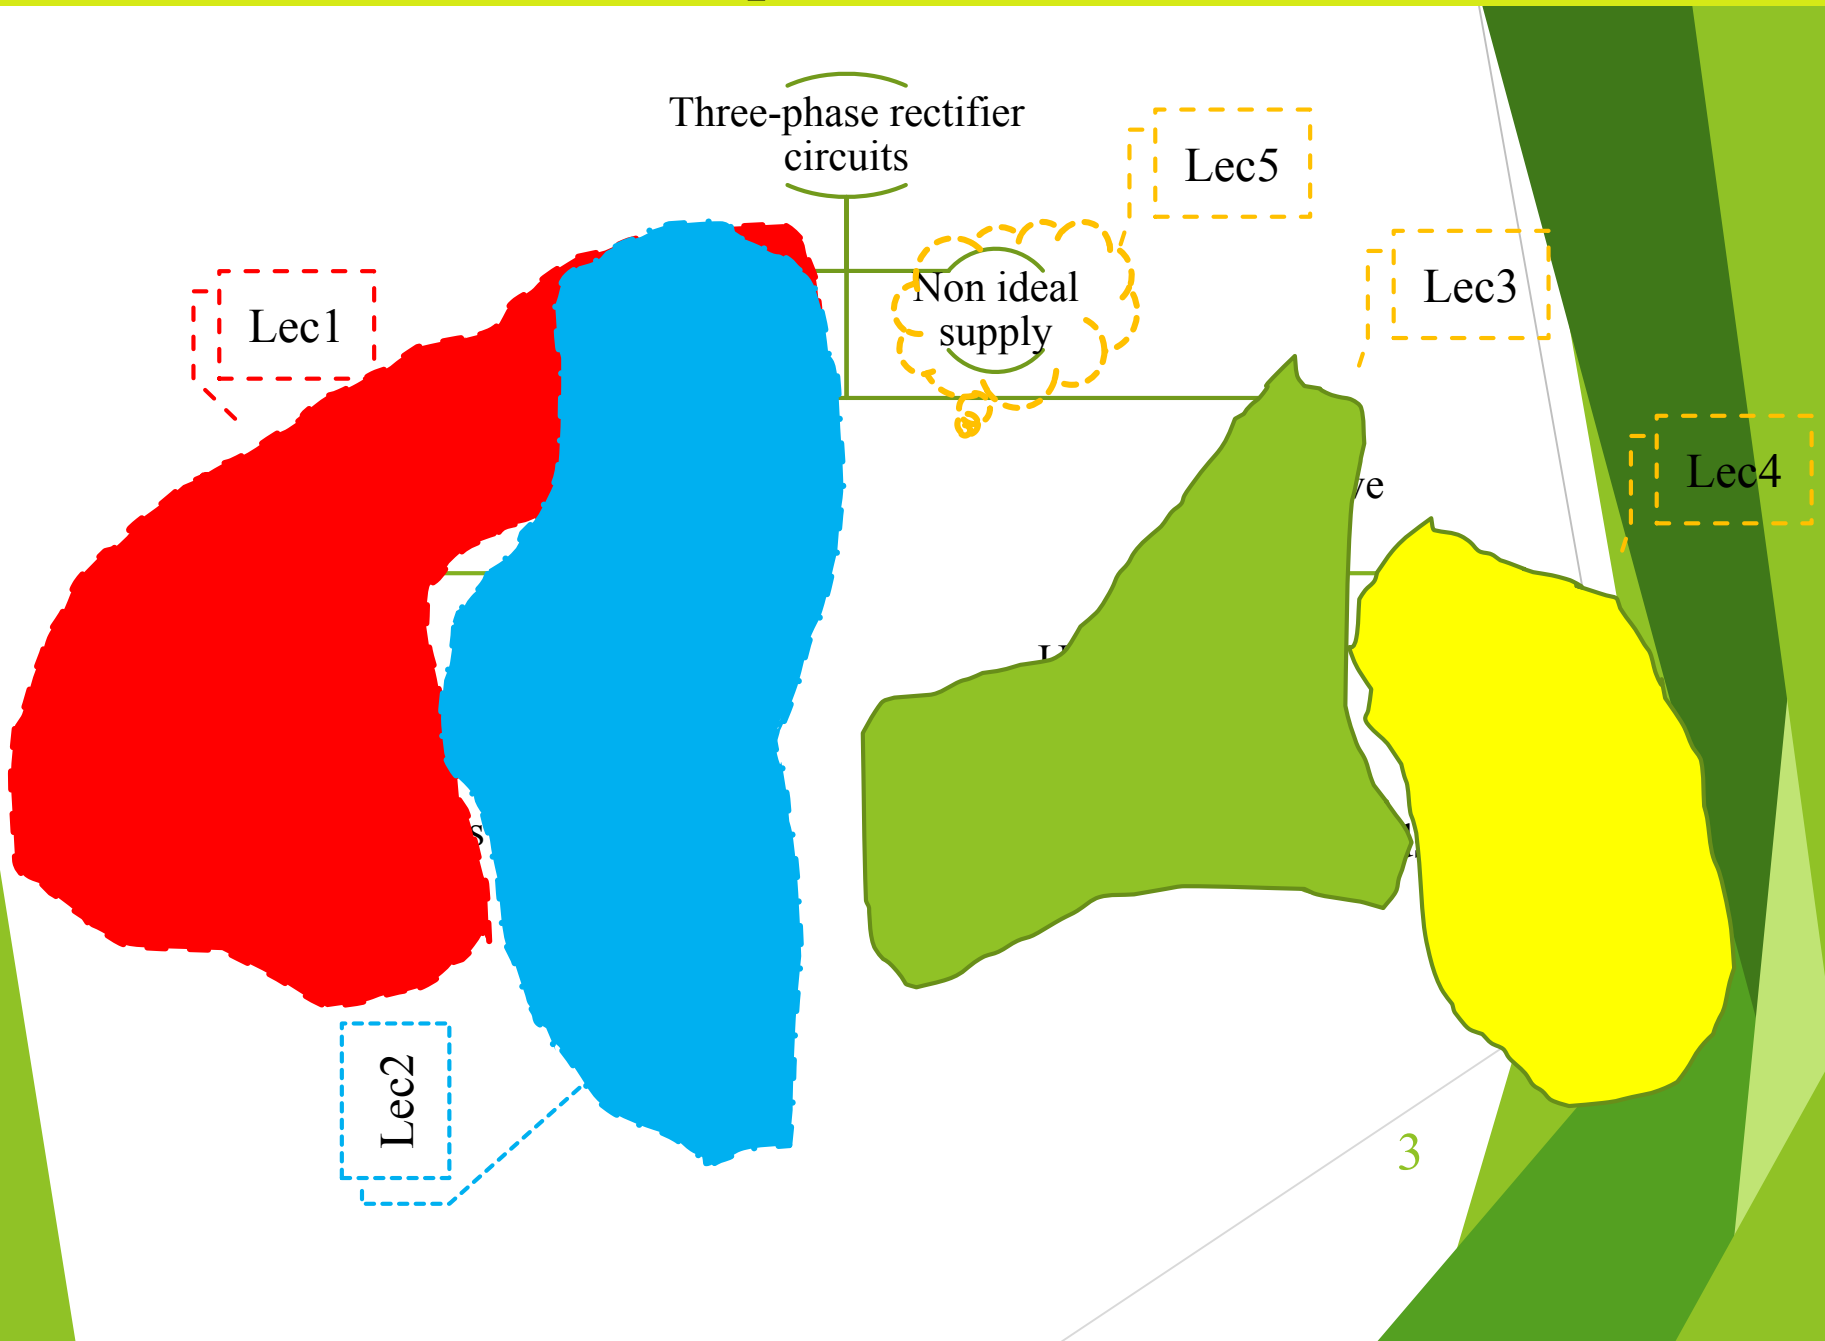 Three-phase rectifier
circuits
Lec5
Non ideal
supply
Lec3
Lec1
Lec4
Lec2
3